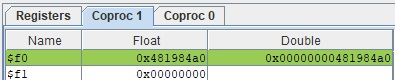 Registers Coproc 1 Coproc 0
Name Float Double
$f0 0x481984a0 0x00000000481984a0
$f1 0x00000000